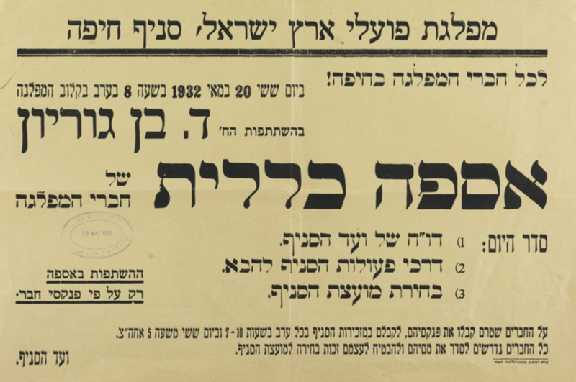 מפלגת פועלי ארץ ישראל, סניף חיפה
לכל חברי המפלגה בחיפה!
ביום ששי 20 במאי 1932 בשעה 8 בערב בקלוב המפלגה
בהשתתפות הח' ד. בן גוריון
אספה כללית של חברי המפלגה
סדר היום:
1) דו"ח של ועד הסניף.
2) דרכי פעולות הסניף להבא.
3) בחירת מועצת הסניף.
ההשתפות באספה
רק על פי פנקסי חבר.
על החברים שטרם קבלו את פנקסיהם, לקבלם במזכירות הסניף בכל ערב בשעות 7-10 וביום ששי משעה 5 אחה"צ.
כל החברים נדרשים לסדר את מסיהם ולהבטיח לעצמם זכות בחירה למועצת הסניף.
ועד הסניף.